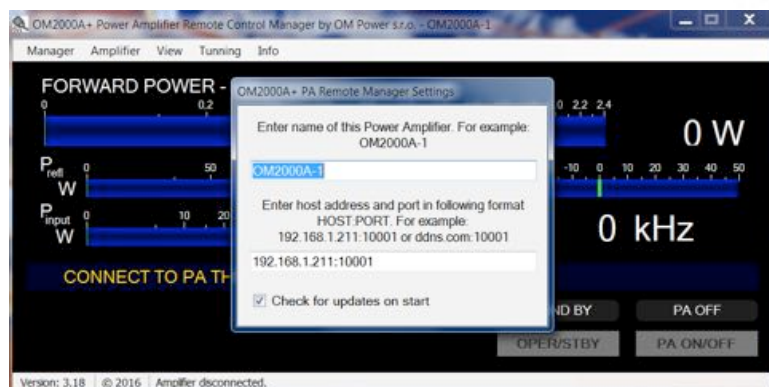 OM2000A+ Power Amplifier Remote Control Manager by OM Power s.r.o. - OM2000A-1
Manager Amplifier View Tunning Info
FORWARD POWER -
0 0.2 0 2.2 2.4
0 W
OM2000A+ PA Remote Manager Settings
Enter name of this Power Amplifier. For example:
OM2000A-1
OM2000A-1
Enter host address and port in following format
HOST:PORT. For example:
192.168.1.211:10001 or ddns.com:10001
192.168.1.211:10001
Check for updates on start
Prefl
W
0 50 -10 0 10 20 30 40 50
Pinput
W
0 10 20
0 kHz
CONNECT TO PA TH
ND BY PA OFF
OPER/STBY PA ON/OFF
Version: 3.18 © 2016 Amplifier disconnected.